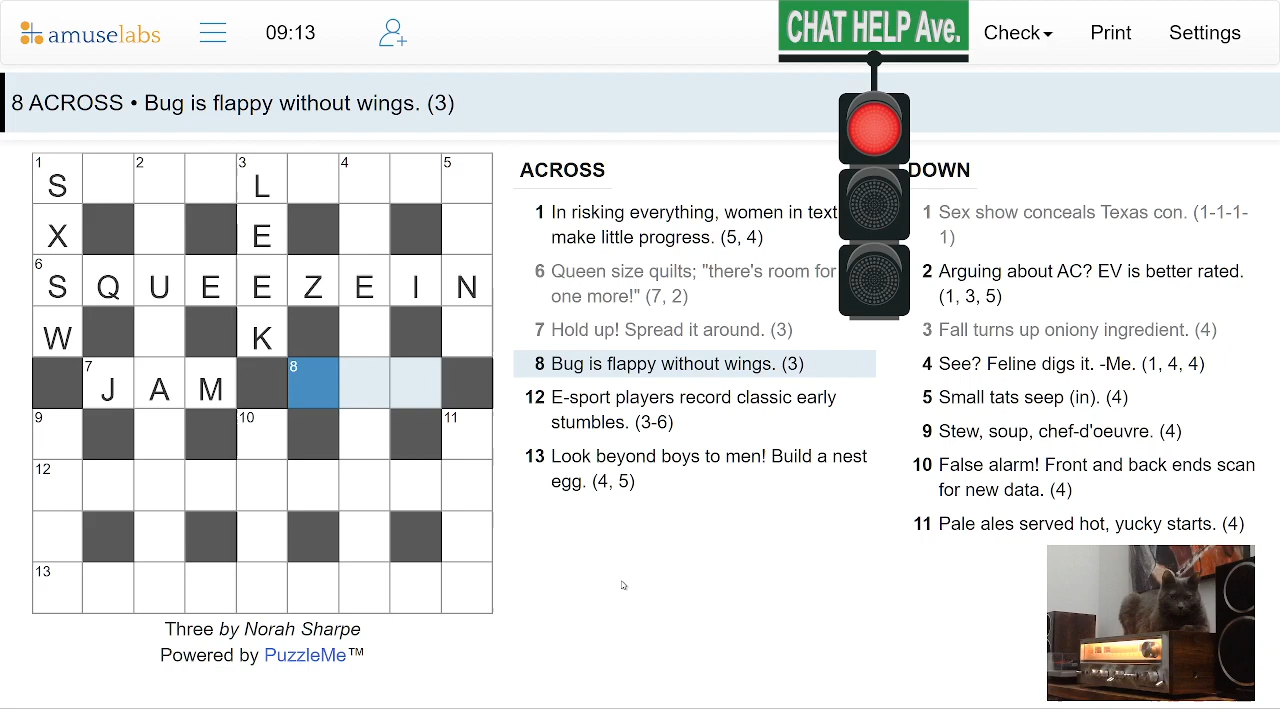 amuselabs
09:13
CHAT HELP Ave.
Check
Print
Settings
8 ACROSS • Bug is flappy without wings. (3)
1 2 3 4 5
S L
X E
6
S Q U E E Z E I N
W K
7 8
J A M
9 10 11
12
13
Three by Norah Sharpe
Powered by PuzzleMe™
ACROSS
1 In risking everything, women in text
make little progress. (5, 4)
6 Queen size quilts; "there's room for
one more!" (7, 2)
7 Hold up! Spread it around. (3)
8 Bug is flappy without wings. (3)
12 E-sport players record classic early
stumbles. (3-6)
13 Look beyond boys to men! Build a nest
egg. (4, 5)
DOWN
1 Sex show conceals Texas con. (1-1-1-
1)
2 Arguing about AC? EV is better rated.
(1, 3, 5)
3 Fall turns up oniony ingredient. (4)
4 See? Feline digs it. -Me. (1, 4, 4)
5 Small tats seep (in). (4)
9 Stew, soup, chef-d'oeuvre. (4)
10 False alarm! Front and back ends scan
for new data. (4)
11 Pale ales served hot, yucky starts. (4)